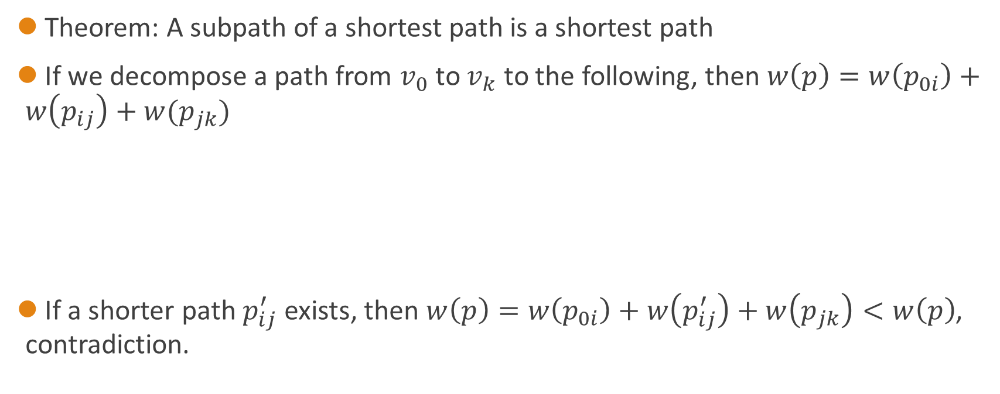 ● Theorem: A subpath of a shortest path is a shortest path
● If we decompose a path from $v_0$ to $v_k$ to the following, then $w(p) = w(p_{0i}) +$
$w(p_{ij}) + w(p_{jk})$
● If a shorter path $p'_{ij}$ exists, then $w(p) = w(p_{0i}) + w(p'_{ij}) + w(p_{jk}) < w(p)$,
contradiction.